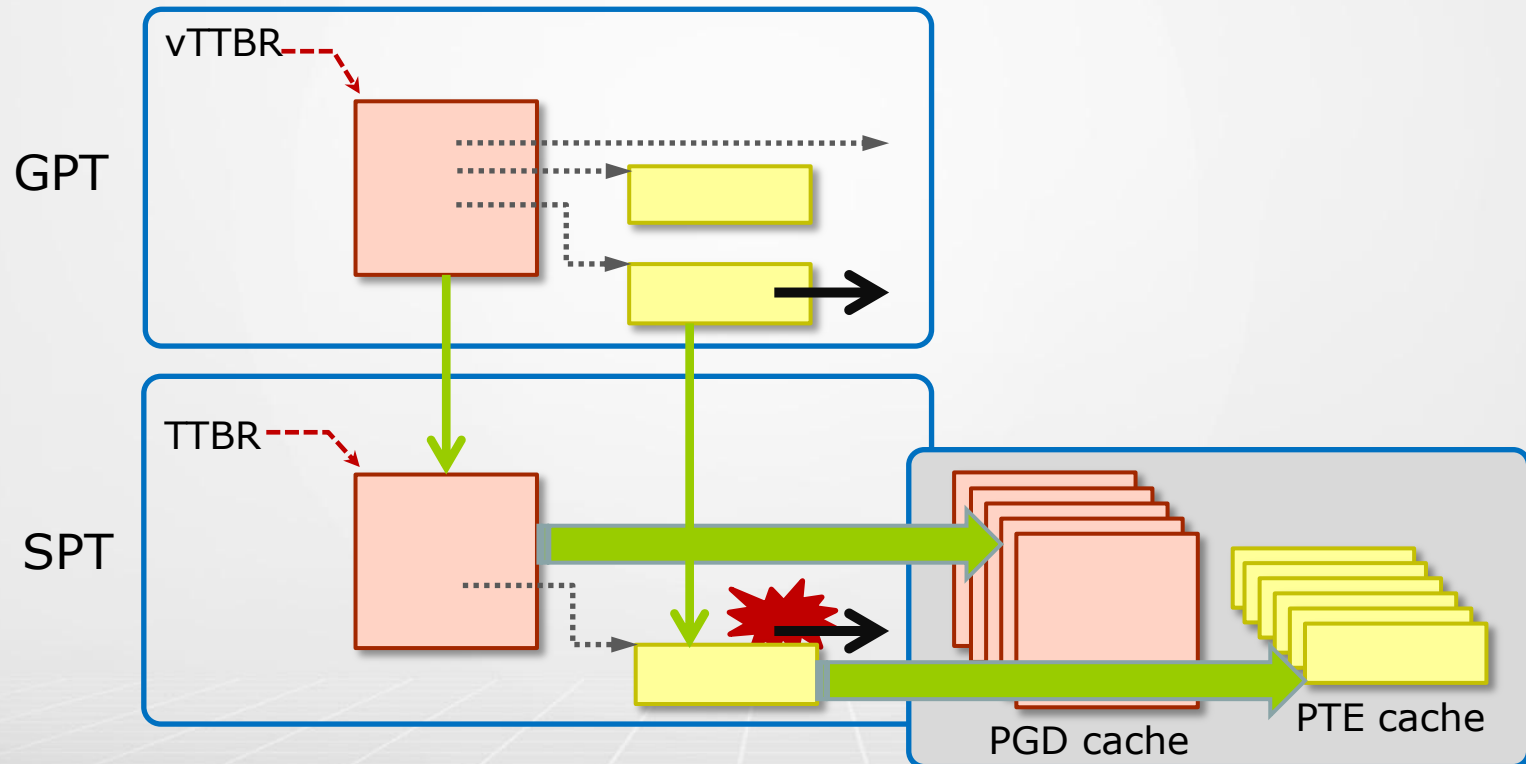 vTTBR
GPT
TTBR
SPT
PGD cache
PTE cache